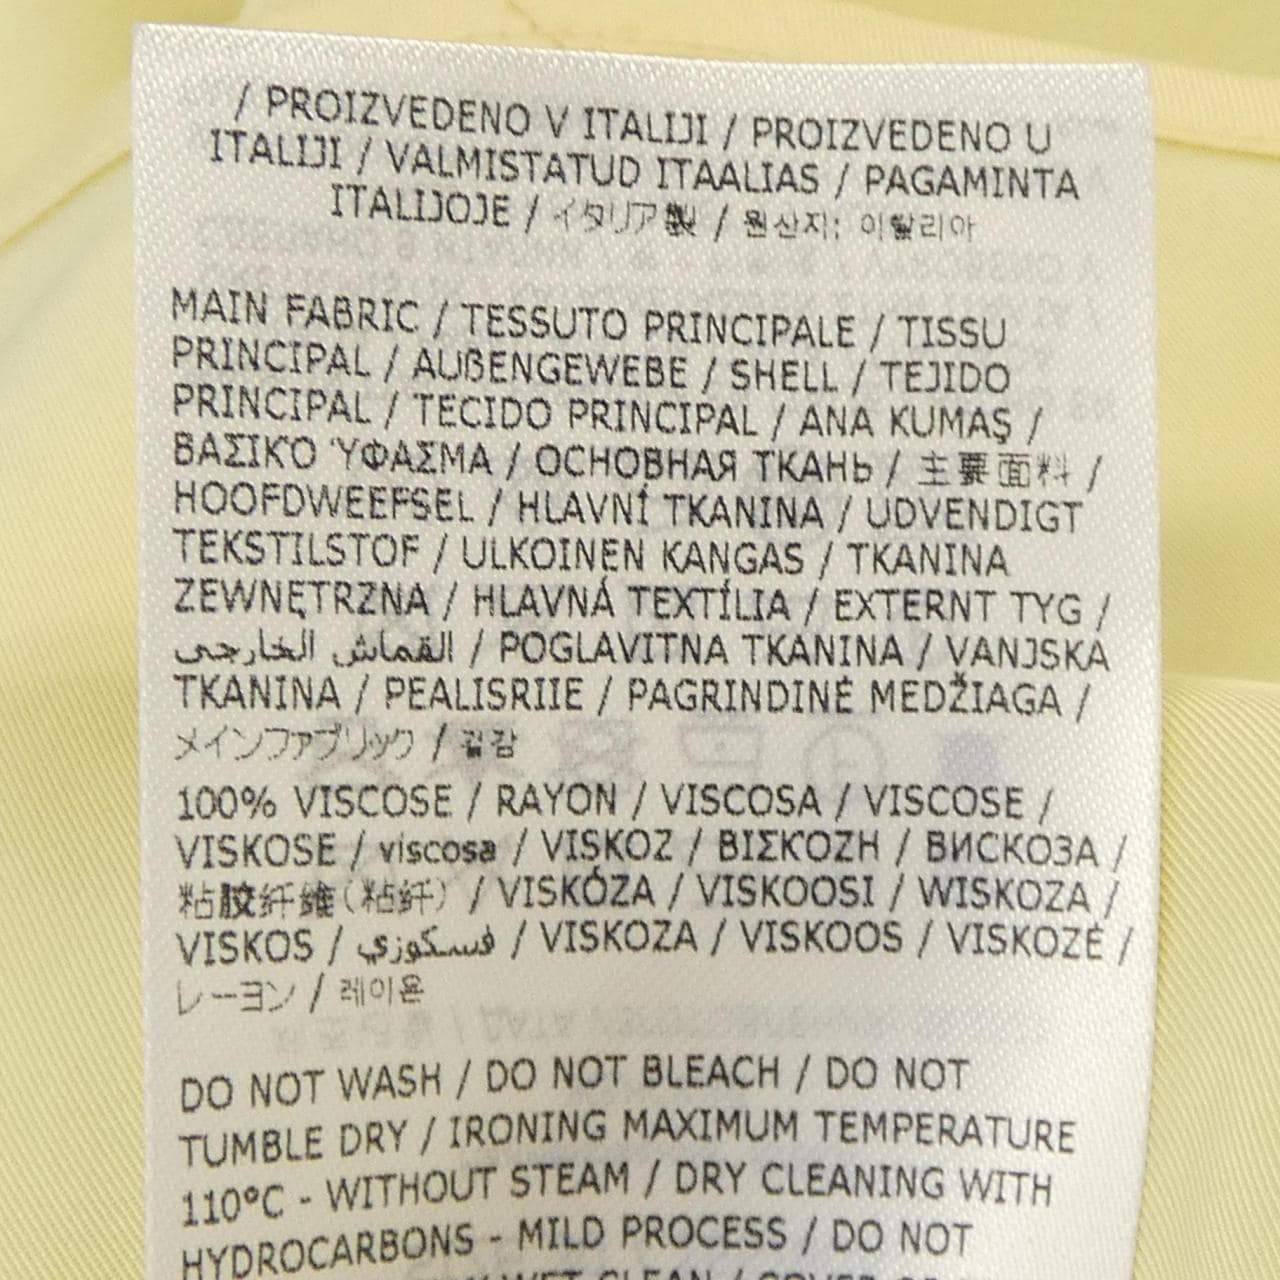 / PROIZVEDENO V ITALIJI / PROIZVEDENO U
ITALIJI / VALMISTATUD ITAALIAS / PAGAMINTA
ITALIJOJE / イタリア製 / 원산지: 이탈리아
MAIN FABRIC / TESSUTO PRINCIPALE / TISSU
PRINCIPAL / AUßENGEWEBE / SHELL / TEJIDO
PRINCIPAL / TECIDO PRINCIPAL / ANA KUMAŞ /
ΒΑΣΙΚΌ ΎΦΑΣΜΑ / ОСНОВНАЯ ТКАНЬ / 主要面料 /
HOOFDWEEFSEL / HLAVNÍ TKANINA / UDVENDIGT
TEKSTILSTOF / ULKOINEN KANGAS / TKANINA
ZEWNĘTRZNA / HLAVNÁ TEXTÍLIA / EXTERNT TYG /
القماش الخارجي / POGLAVITNA TKANINA / VANJSKA
TKANINA / PEALISRIIE / PAGRINDINĖ MEDŽIAGA /
メインファブリック / 겉감
100% VISCOSE / RAYON / VISCOSA / VISCOSE /
VISKOSE / viscosa / VISKOZ / ΒΙΣΚΌΖΗ / ВИСКОЗА /
粘胶纤维(粘纤) / VISKÓZA / VISKOOSI / WISKOZA /
VISKOS / فسكوزي / VISKOZA / VISKOOS / VISKOZĖ /
レーヨン / 레이온
DO NOT WASH / DO NOT BLEACH / DO NOT
TUMBLE DRY / IRONING MAXIMUM TEMPERATURE
110°C - WITHOUT STEAM / DRY CLEANING WITH
HYDROCARBONS - MILD PROCESS / DO NOT
WET CLEAN /